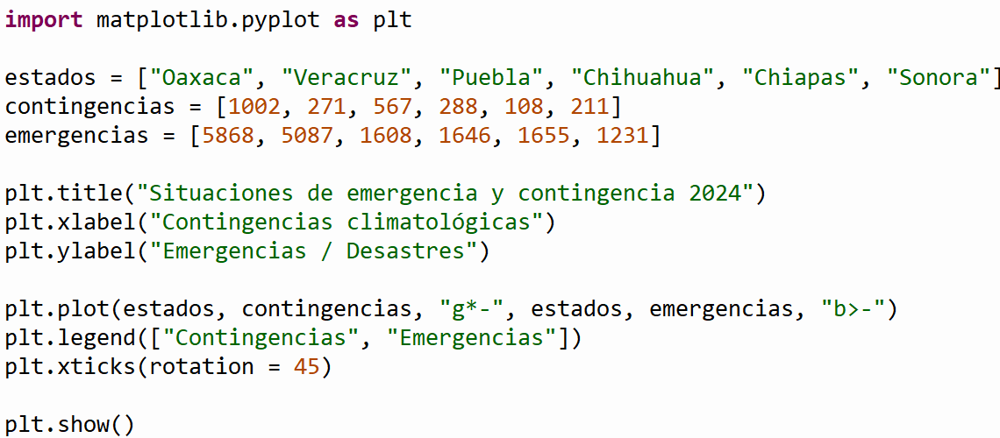 import matplotlib.pyplot as plt
estados = ["Oaxaca", "Veracruz", "Puebla", "Chihuahua", "Chiapas", "Sonora"]
contingencias = [1002, 271, 567, 288, 108, 211]
emergencias = [5868, 5087, 1608, 1646, 1655, 1231]
plt.title("Situaciones de emergencia y contingencia 2024")
plt.xlabel("Contingencias climatológicas")
plt.ylabel("Emergencias / Desastres")
plt.plot(estados, contingencias, "g*-", estados, emergencias, "b>-")
plt.legend(["Contingencias", "Emergencias"])
plt.xticks(rotation = 45)
plt.show()